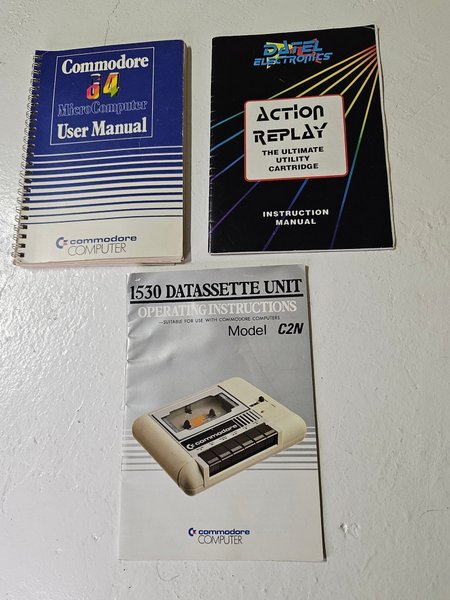 Commodore
64
MicroComputer
User Manual
commodore
COMPUTER
DATEL
ELECTRONICS
ACTION
REPLAY
THE ULTIMATE
UTILITY
CARTRIDGE
INSTRUCTION
MANUAL
1530 DATASSETTE UNIT
OPERATING INSTRUCTIONS
—SUITABLE FOR USE WITH COMMODORE COMPUTERS
Model C2N
commodore
commodore
COMPUTER